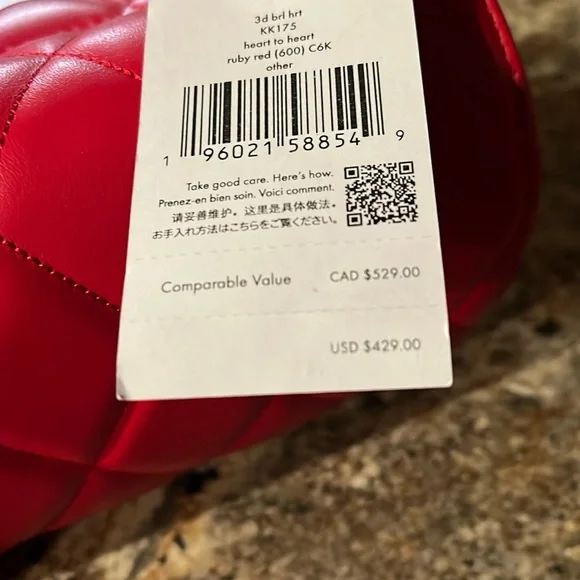 3d brl hrt
KK175
heart to heart
ruby red (600) C6K
other
1 96021 58854 9
Take good care. Here's how.
Prenez-en bien soin. Voici comment.
请妥善维护。这里是具体做法。
お手入れ方法はこちらをご覧ください。
Comparable Value CAD $529.00
USD $429.00